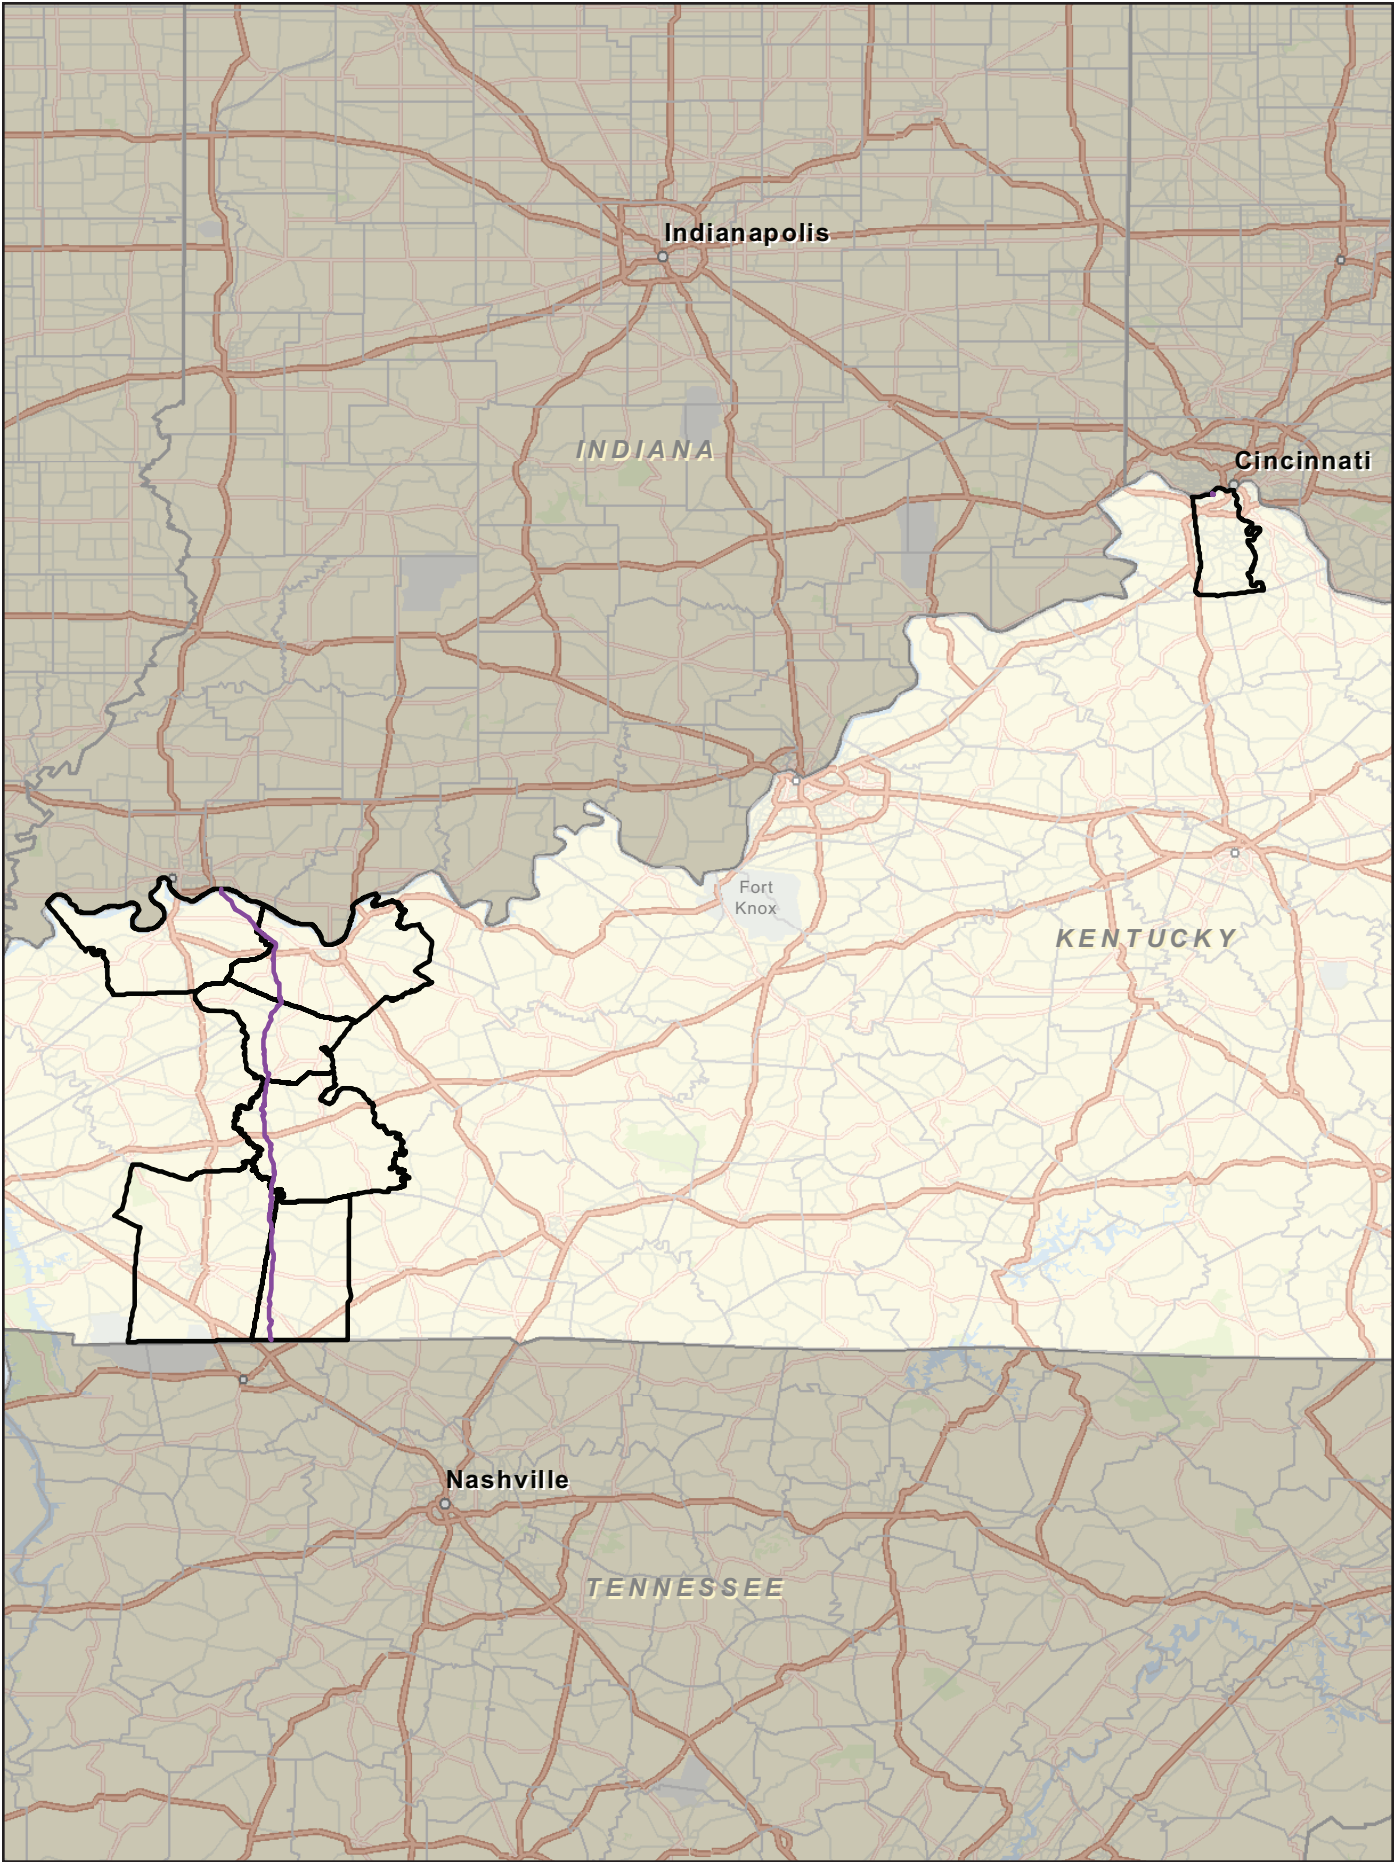 Indianapolis
INDIANA
Cincinnati
Fort
Knox
KENTUCKY
Nashville
TENNESSEE